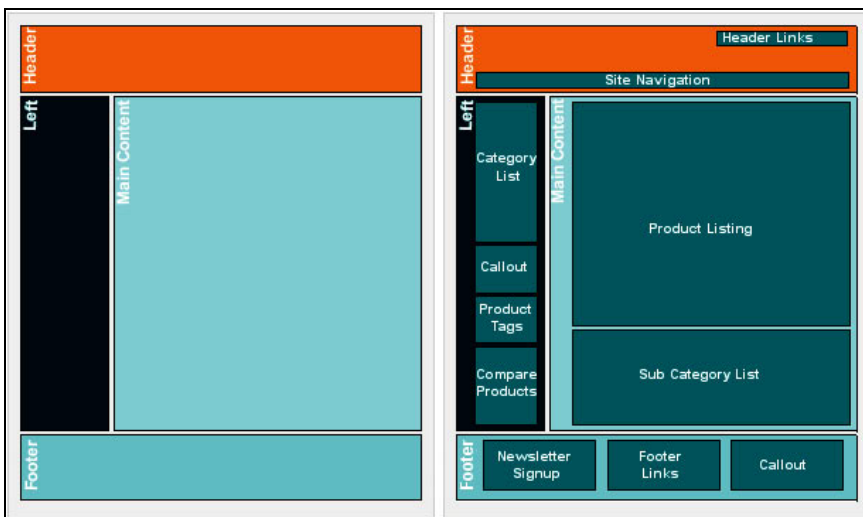 Header
Left
Main Content
Footer
Header
Header Links
Site Navigation
Left
Category
List
Callout
Product
Tags
Compare
Products
Main Content
Product Listing
Sub Category List
Footer
Newsletter
Signup
Footer
Links
Callout